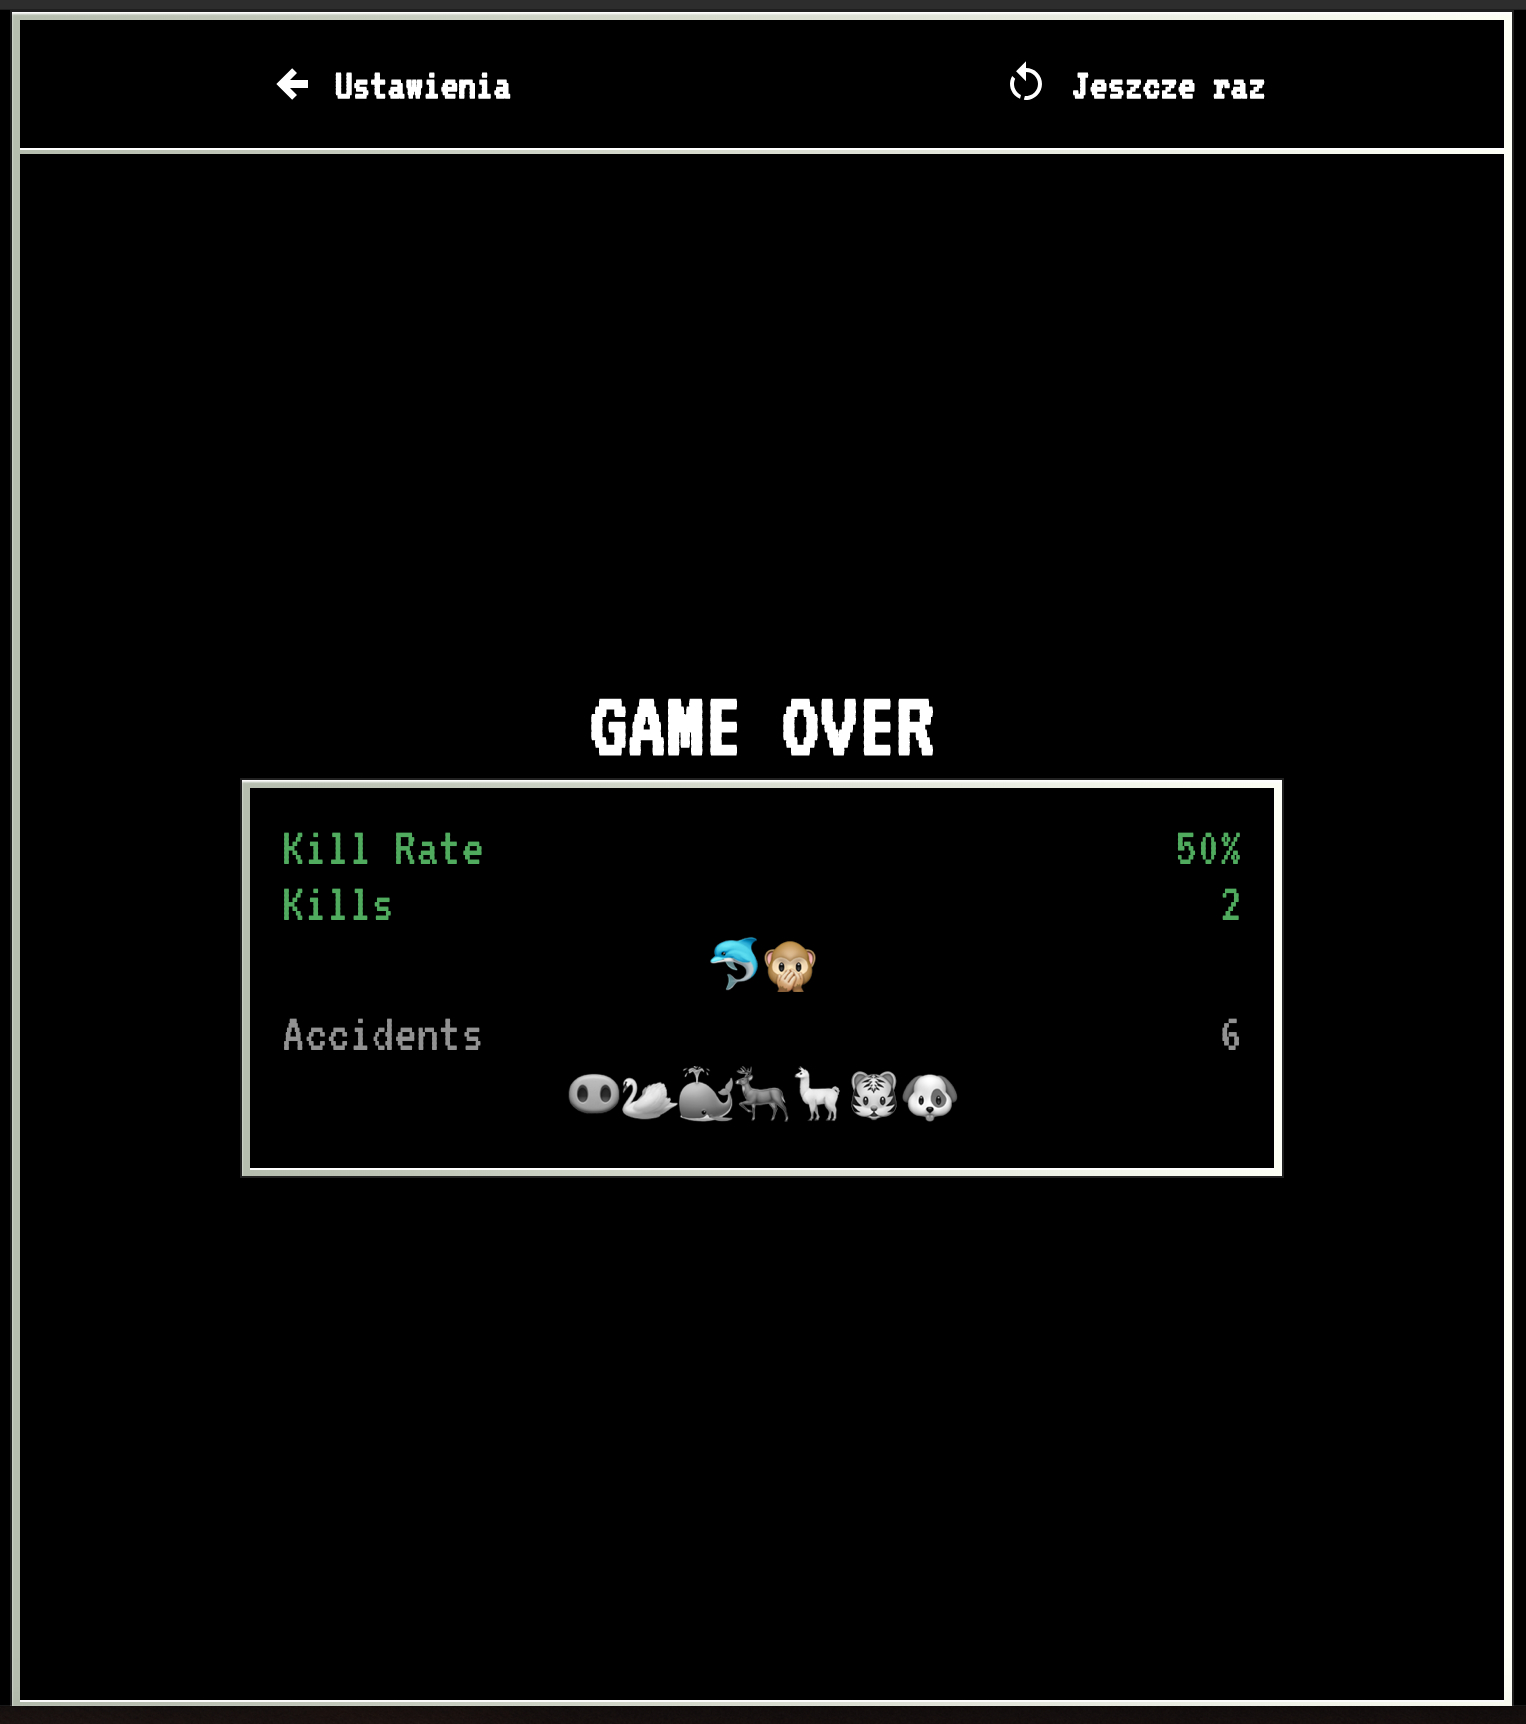 Ustawienia
Jeszcze raz
GAME OVER
Kill Rate 50%
Kills 2
Accidents 6